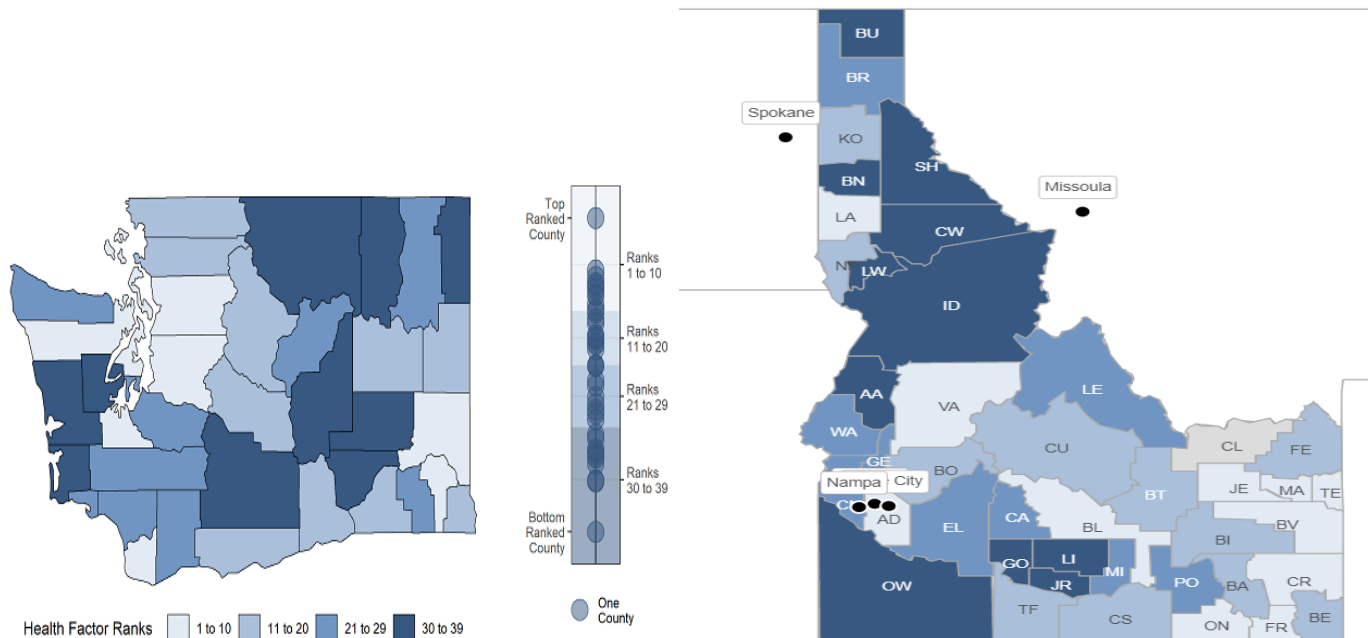 Top
Ranked
County
Ranks
1 to 10
Ranks
11 to 20
Ranks
21 to 29
Ranks
30 to 39
Bottom
Ranked
County
One
County
Health Factor Ranks 1 to 10 11 to 20 21 to 29 30 to 39
BU
BR
Spokane
KO
SH
BN
Missoula
LA
CW
N
LW
ID
LE
AA
VA
WA
CL
CU
FE
GE
BO
Nampa
City
BT
JE MA TE
AD
CA
EL
BL
BV
BI
GO LI
MI
PO
JR
BA
CR
OW
TF
CS
ON FR BE